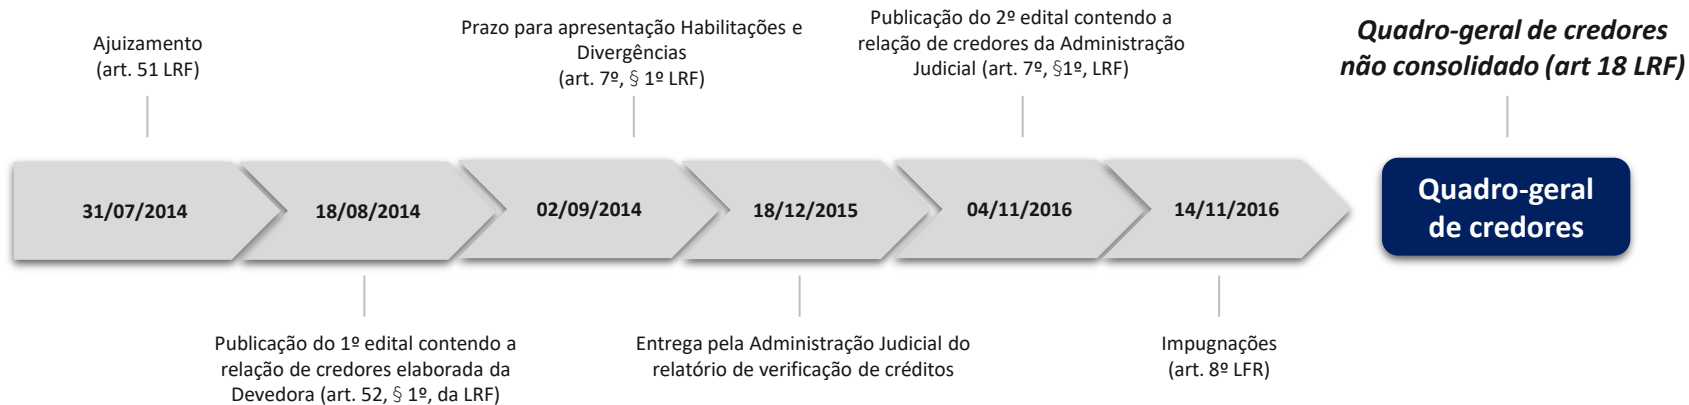 Ajuizamento
(art. 51 LRF)
Prazo para apresentação Habilitações e
Divergências
(art. 7º, § 1º LRF)
Publicação do 2º edital contendo a
relação de credores da Administração
Judicial (art. 7º, §1º, LRF)
Quadro-geral de credores
não consolidado (art 18 LRF)
31/07/2014
18/08/2014
02/09/2014
18/12/2015
04/11/2016
14/11/2016
Quadro-geral
de credores
Publicação do 1º edital contendo a
relação de credores elaborada da
Devedora (art. 52, § 1º, da LRF)
Entrega pela Administração Judicial do
relatório de verificação de créditos
Impugnações
(art. 8º LFR)